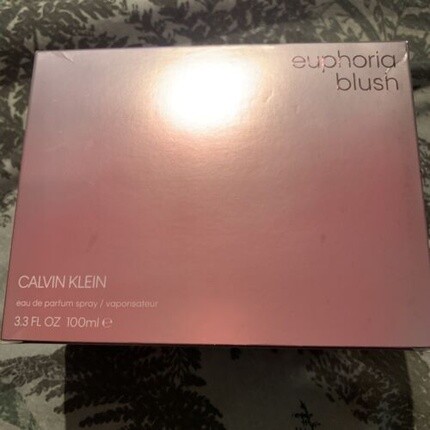 euphoria
blush
CALVIN KLEIN
eau de parfum spray / vaporisateur
3.3 FL OZ 100ml ℮